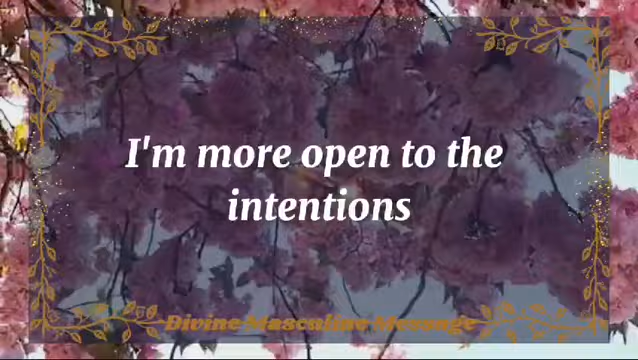 I'm more open to the
intentions
Divine Masculine Message